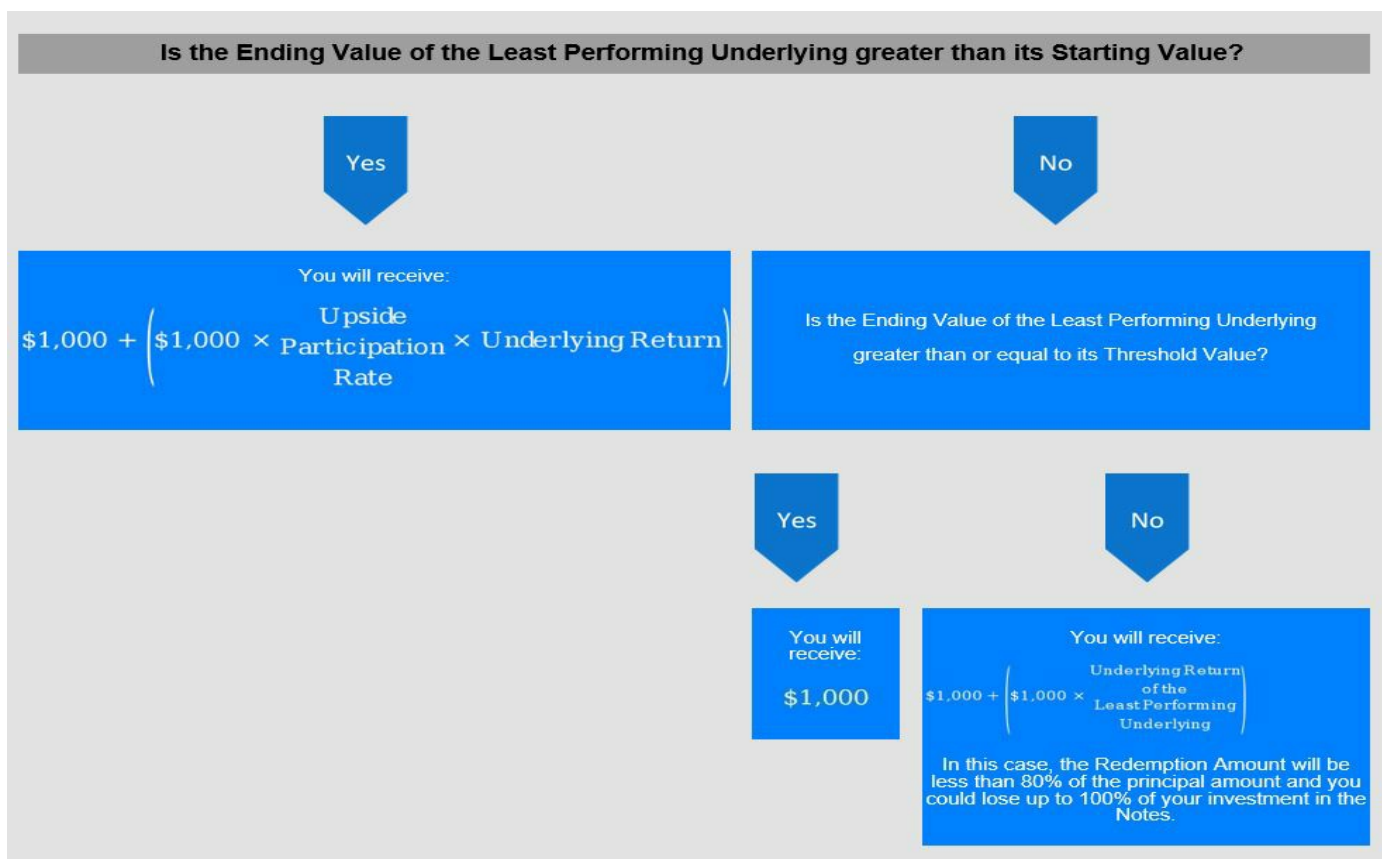 Is the Ending Value of the Least Performing Underlying greater than its Starting Value?
Yes
No
You will receive:
$1,000 + ($1,000 × Upside Participation Rate × Underlying Return)
Is the Ending Value of the Least Performing Underlying
greater than or equal to its Threshold Value?
Yes
No
You will
receive:
$1,000
You will receive:
$1,000 + ($1,000 × Underlying Return of the Least Performing Underlying)
In this case, the Redemption Amount will be
less than 80% of the principal amount and you
could lose up to 100% of your investment in the
Notes.